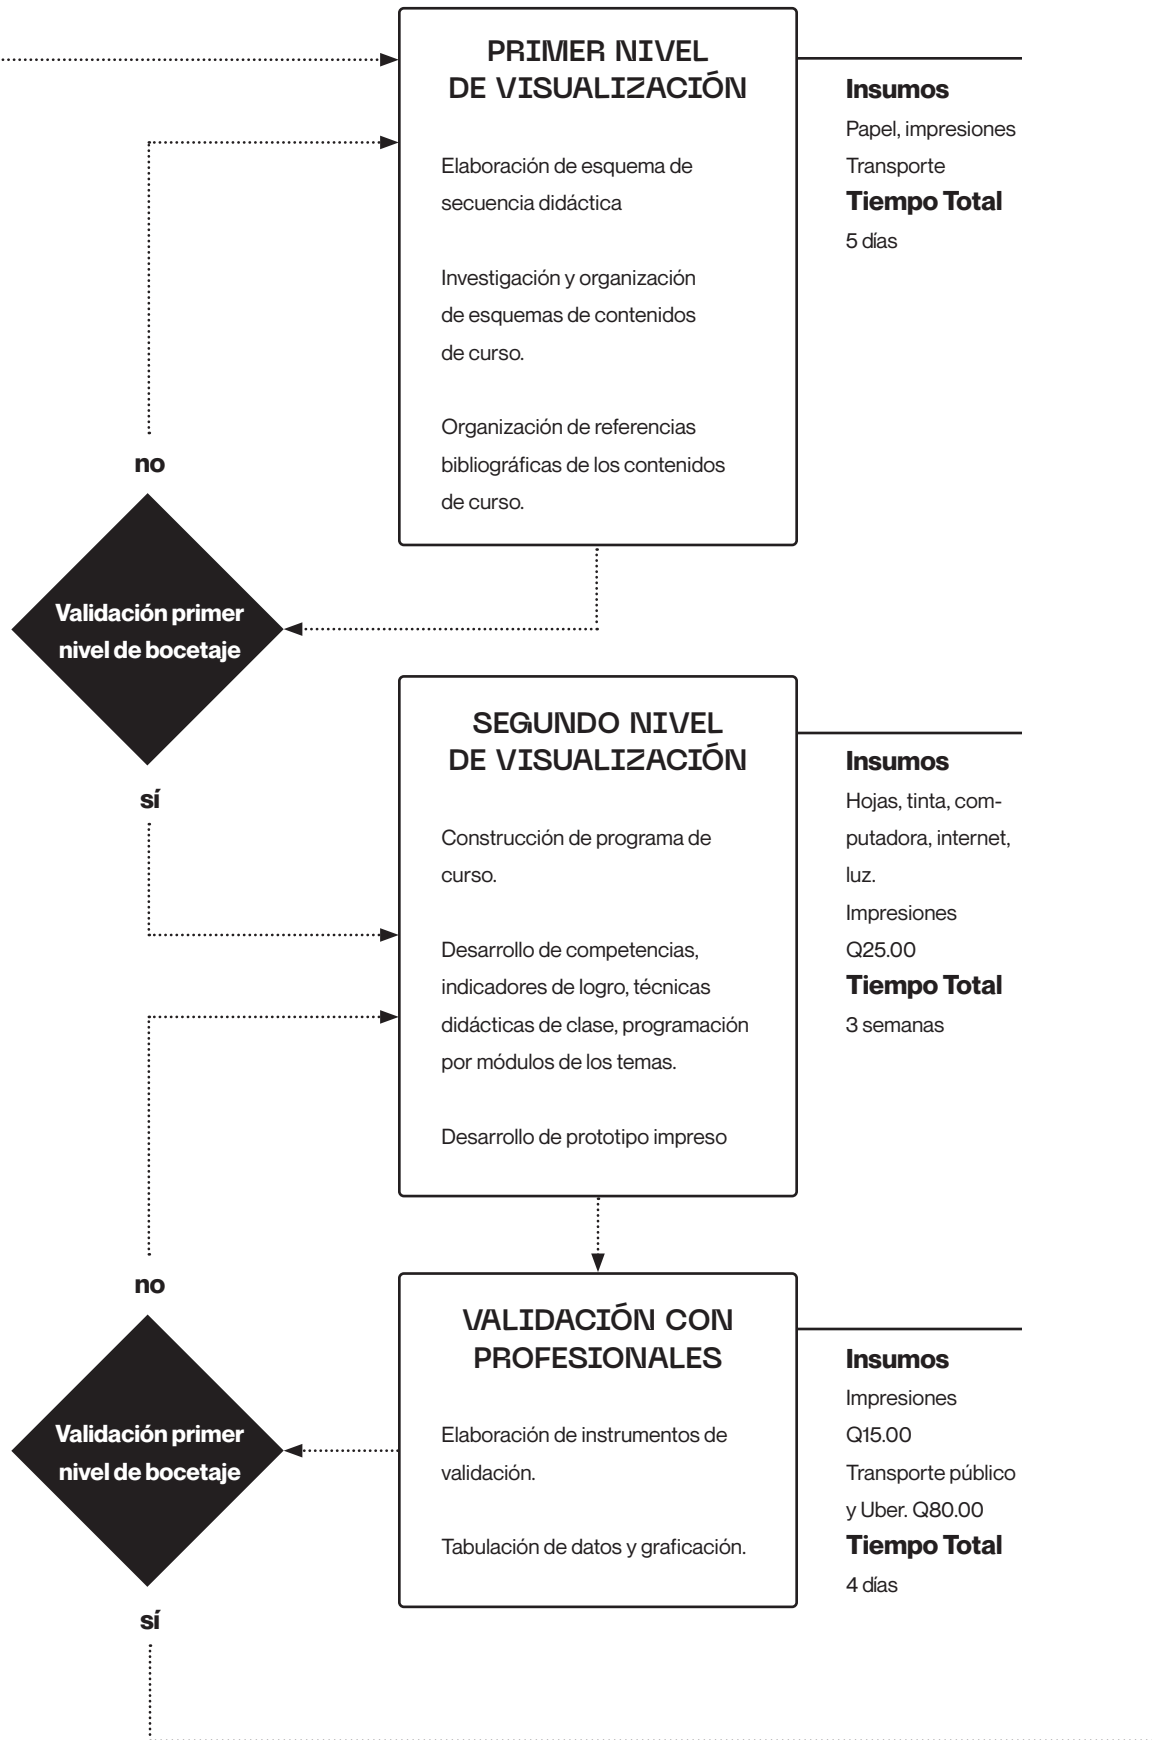 PRIMER NIVEL
DE VISUALIZACIÓN
Elaboración de esquema de
secuencia didáctica
Investigación y organización
de esquemas de contenidos
de curso.
Organización de referencias
bibliográficas de los contenidos
de curso.
Insumos
Papel, impresiones
Transporte
Tiempo Total
5 días
no
Validación primer
nivel de bocetaje
sí
SEGUNDO NIVEL
DE VISUALIZACIÓN
Construcción de programa de
curso.
Desarrollo de competencias,
indicadores de logro, técnicas
didácticas de clase, programación
por módulos de los temas.
Desarrollo de prototipo impreso
Insumos
Hojas, tinta, com-
putadora, internet,
luz.
Impresiones
Q25.00
Tiempo Total
3 semanas
no
Validación primer
nivel de bocetaje
sí
VALIDACIÓN CON
PROFESIONALES
Elaboración de instrumentos de
validación.
Tabulación de datos y graficación.
Insumos
Impresiones
Q15.00
Transporte público
y Uber. Q80.00
Tiempo Total
4 días